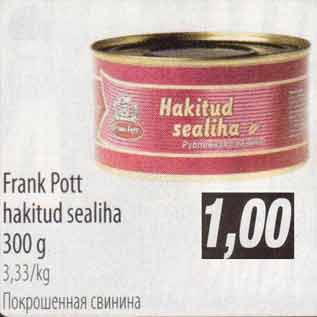 Hakitud
sealiha
Frank Pott
hakitud sealiha
300 g
3,33/kg
Покрошенная свинина
1,00